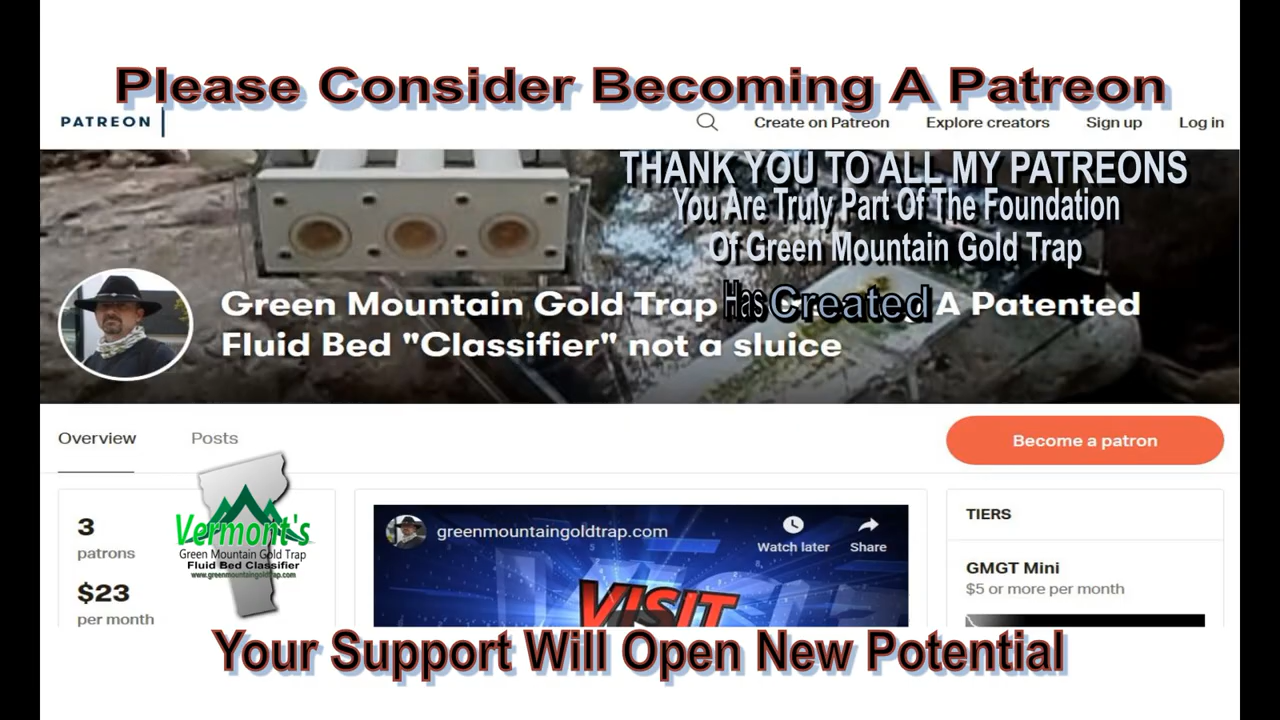 Please Consider Becoming A Patreon
PATREON
Create on Patreon
Explore creators
Sign up
Log in
THANK YOU TO ALL MY PATREONS
You Are Truly Part Of The Foundation
Of Green Mountain Gold Trap
Green Mountain Gold Trap Has Created A Patented
Fluid Bed "Classifier" not a sluice
Overview
Posts
Become a patron
3
patrons
$23
per month
Vermont's
Green Mountain Gold Trap
Fluid Bed Classifier
www.greenmountaingoldtrap.com
greenmountaingoldtrap.com
Watch later
Share
VISIT
TIERS
GMGT Mini
$5 or more per month
Your Support Will Open New Potential